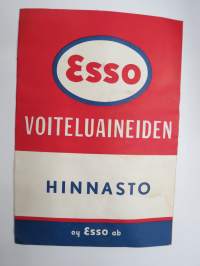 Esso
VOITELUAINEIDEN
HINNASTO
oy Esso ab